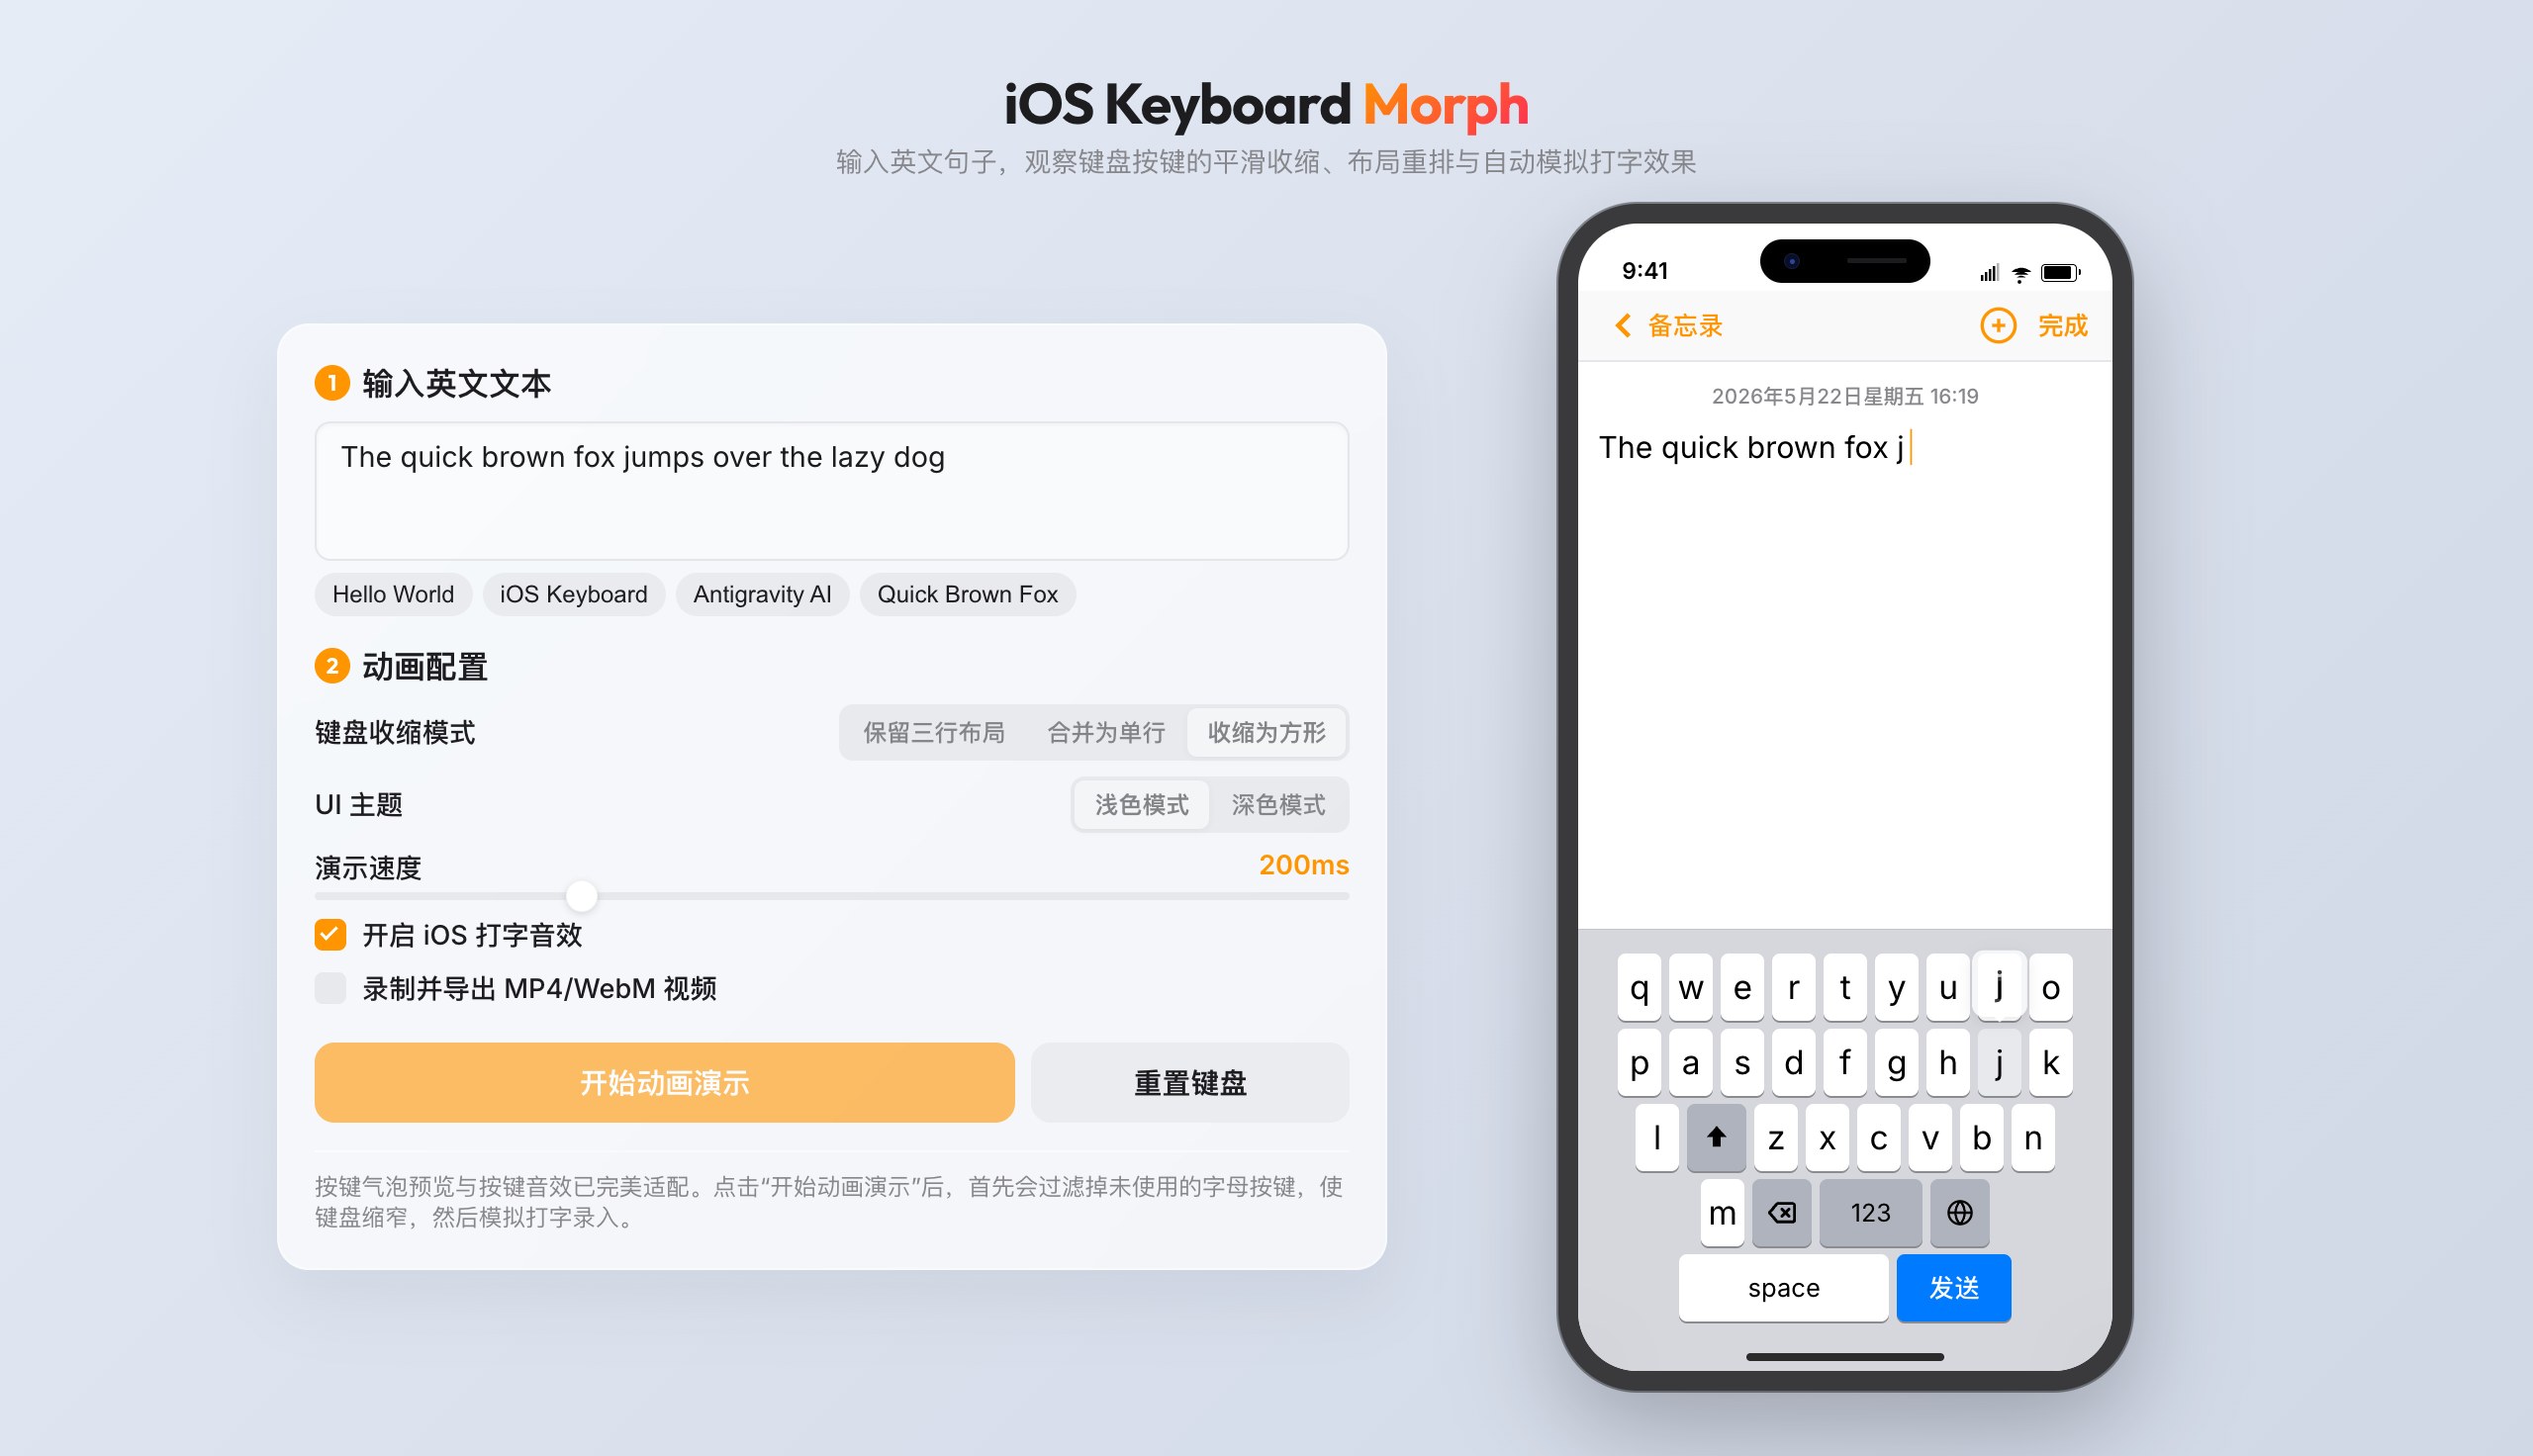 iOS Keyboard Morph
输入英文句子，观察键盘按键的平滑收缩、布局重排与自动模拟打字效果
1 输入英文文本
The quick brown fox jumps over the lazy dog
Hello World iOS Keyboard Antigravity AI Quick Brown Fox
2 动画配置
键盘收缩模式 保留三行布局 合并为单行 收缩为方形
UI 主题 浅色模式 深色模式
演示速度 200ms
开启 iOS 打字音效
录制并导出 MP4/WebM 视频
开始动画演示 重置键盘
按键气泡预览与按键音效已完美适配。点击“开始动画演示”后，首先会过滤掉未使用的字母按键，使
键盘缩窄，然后模拟打字录入。
9:41
备忘录 完成
2026年5月22日星期五 16:19
The quick brown fox j
q w e r t y u j o
p a s d f g h j k
l z x c v b n
m 123
space 发送